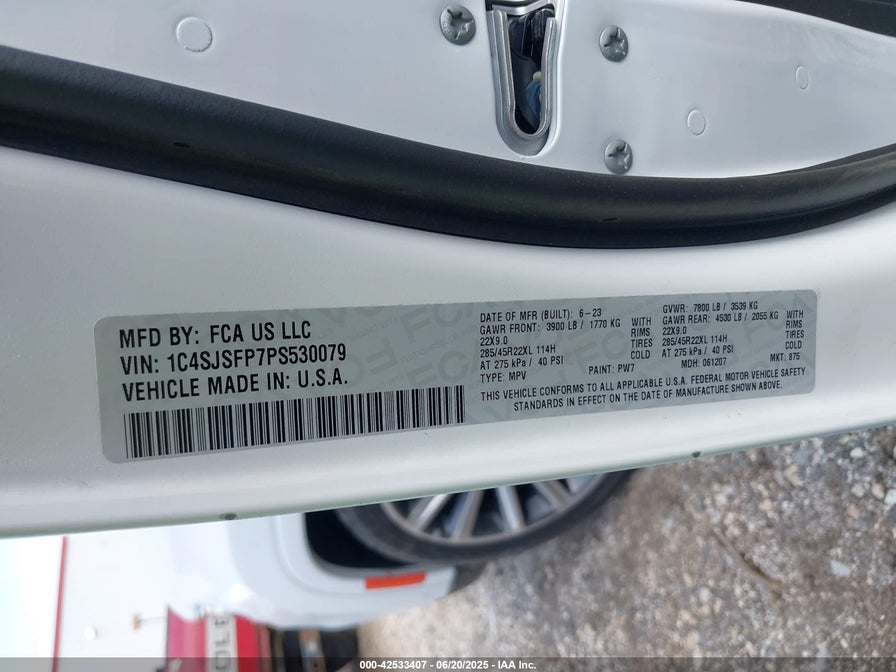 MFD BY: FCA US LLC
VIN: 1C4SJSFP7PS530079
VEHICLE MADE IN: U.S.A.
DATE OF MFR (BUILT): 6-23 GVWR: 7800 LB / 3539 KG
GAWR FRONT: 3900 LB / 1770 KG WITH GAWR REAR: 4530 LB / 2055 KG WITH
22X9.0 RIMS 22X9.0 RIMS
285/45R22XL 114H TIRES 285/45R22XL 114H TIRES
AT 275 kPa / 40 PSI COLD AT 275 kPa / 40 PSI COLD
TYPE: MPV PAINT: PW7 MDH: 061207 MKT: 875
THIS VEHICLE CONFORMS TO ALL APPLICABLE U.S.A. FEDERAL MOTOR VEHICLE SAFETY
STANDARDS IN EFFECT ON THE DATE OF MANUFACTURE SHOWN ABOVE.
000-42533407 - 06/20/2025 - IAA Inc.